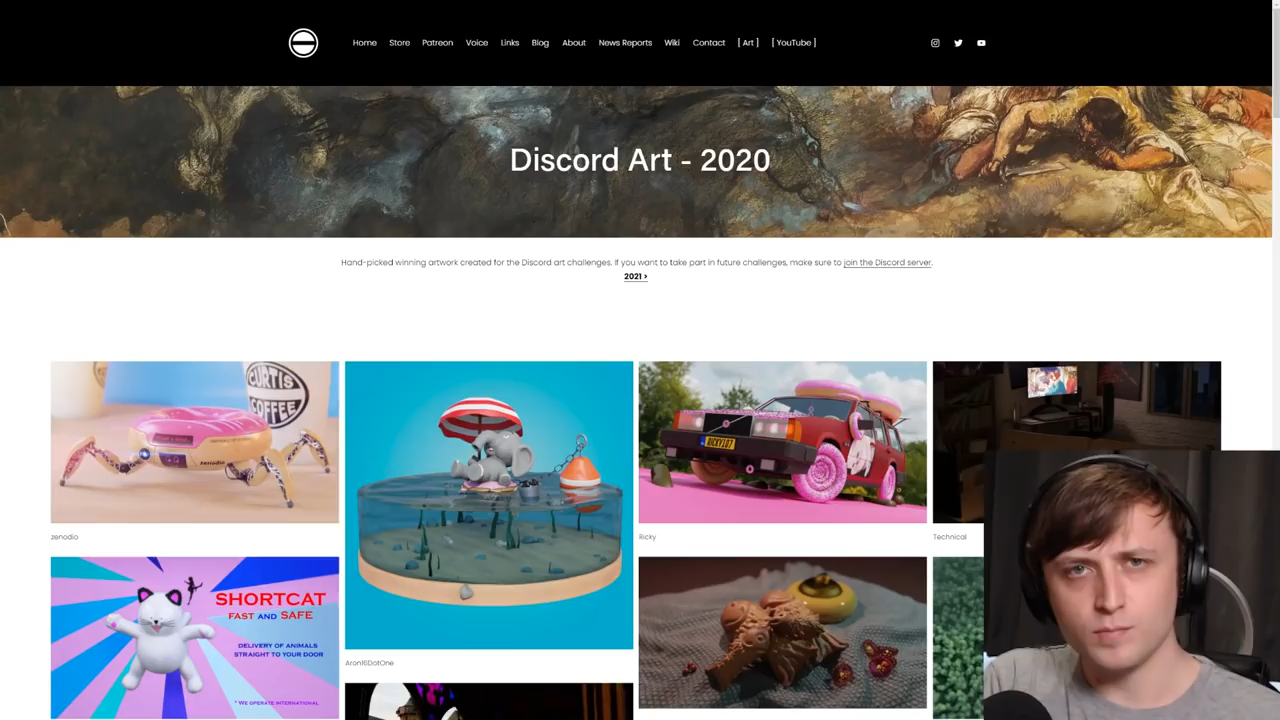 Home Store Patreon Voice Links Blog About News Reports Wiki Contact [ Art ] [ YouTube ]
Discord Art - 2020
Hand-picked winning artwork created for the Discord art challenges. If you want to take part in future challenges, make sure to join the Discord server.
2021 >
CURTIS
COFFEE
zenodio
RICKY107
zenodio
Ricky
Technical
SHORTCAT
FAST AND SAFE
DELIVERY OF ANIMALS
STRAIGHT TO YOUR DOOR
* WE OPERATE INTERNATIONAL
Aron16DotOne